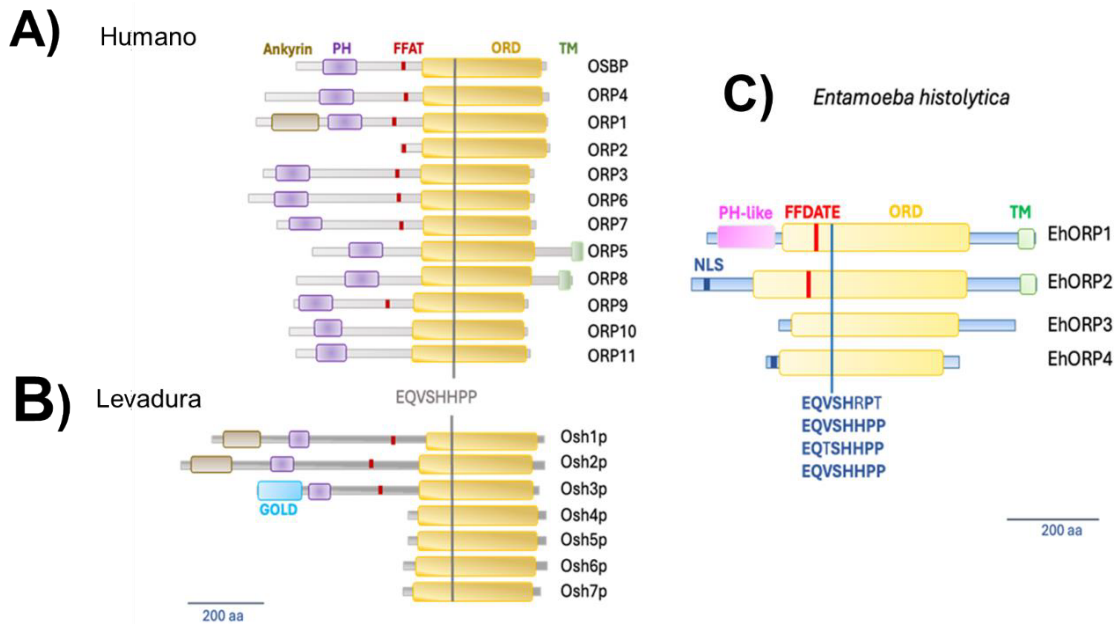 A)
Humano
Ankyrin PH FFAT ORD TM
OSBP
ORP4
ORP1
ORP2
ORP3
ORP6
ORP7
ORP5
ORP8
ORP9
ORP10
ORP11
EQVSHHPP
B)
Levadura
Osh1p
Osh2p
Osh3p
GOLD
Osh4p
Osh5p
Osh6p
Osh7p
200 aa
C)
Entamoeba histolytica
PH-like FFDATE ORD TM
EhORP1
NLS
EhORP2
EhORP3
EhORP4
EQVSHRPT
EQVSHHPP
EQTSHHPP
EQVSHHPP
200 aa